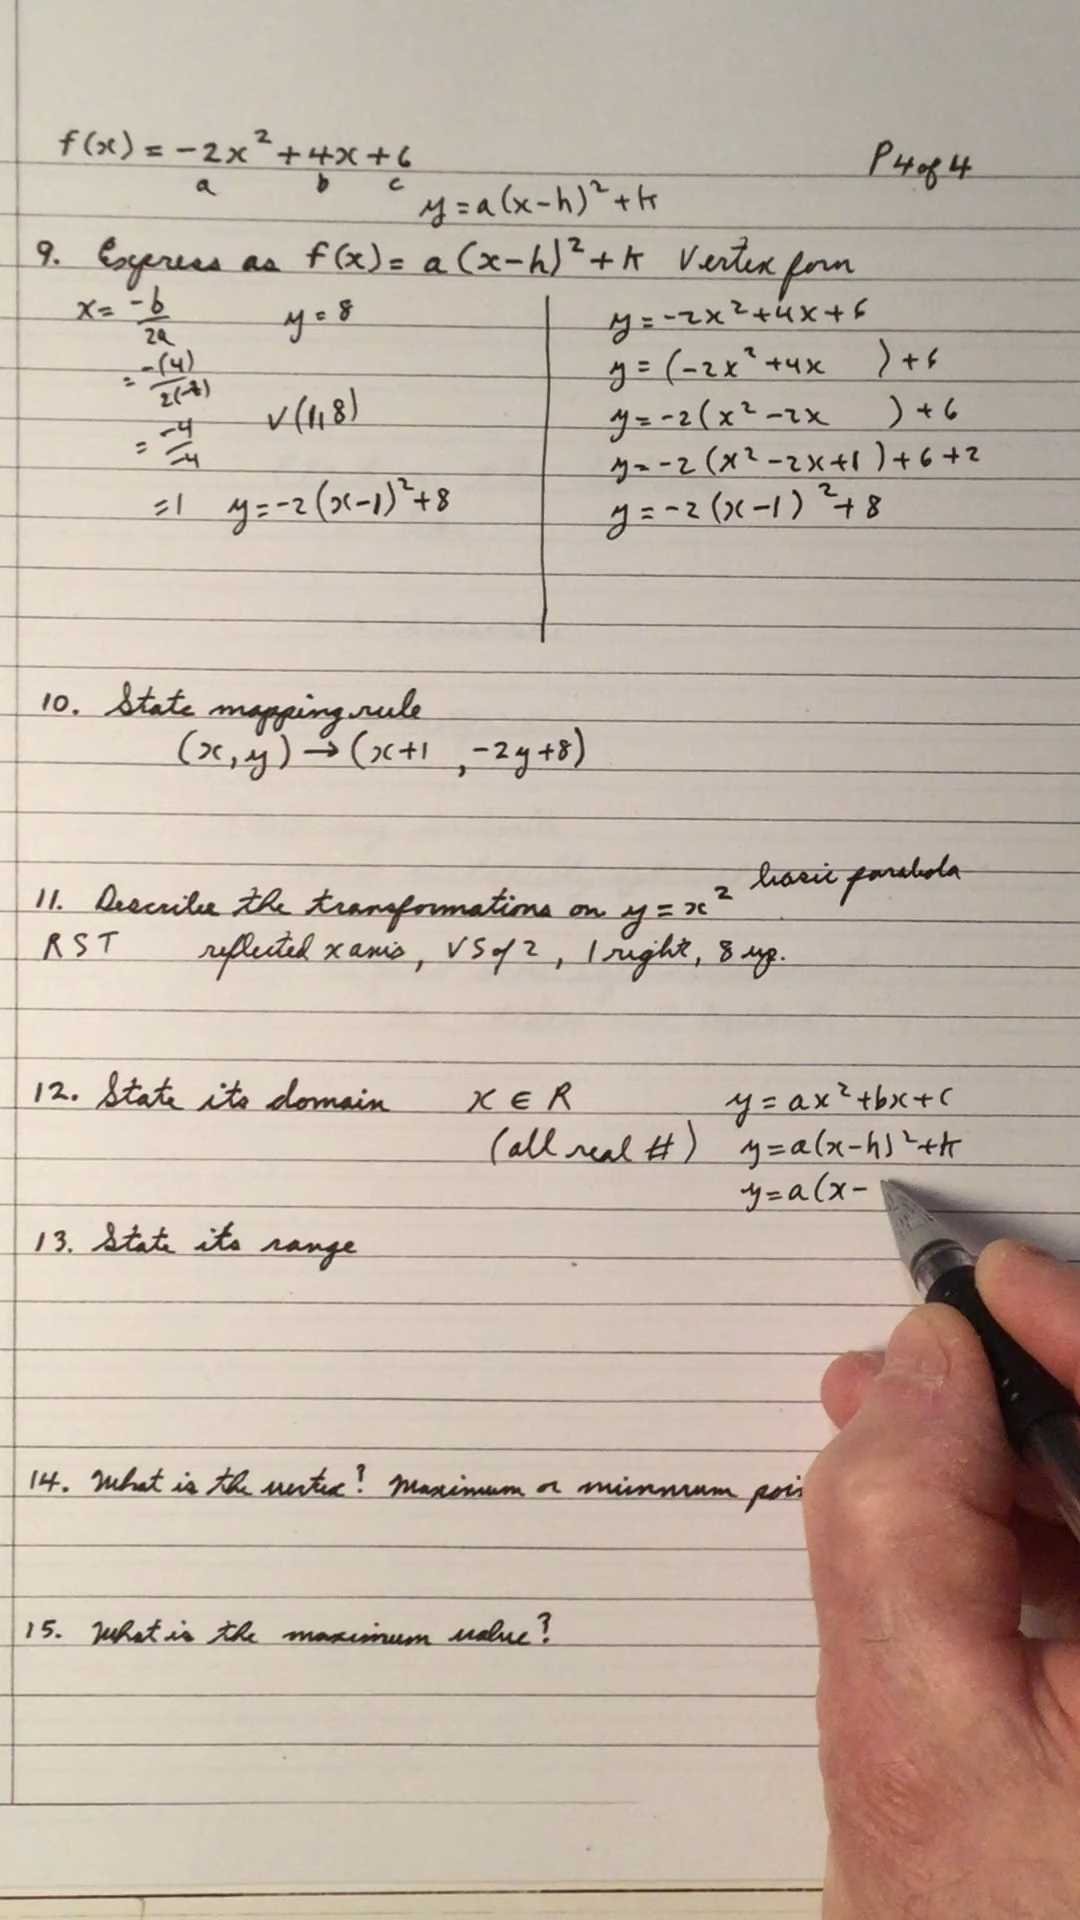 f(x) = -2x² + 4x + 6
P4 of 4
a b c
y = a(x-h)² + k
9. Express as f(x) = a(x-h)² + k Vertex form
x = -b/2a
y = 8
= -(4)/2(-2)
V(1,8)
= -4/-4
= 1 y = -2(x-1)² + 8
y = -2x² + 4x + 6
y = (-2x² + 4x ) + 6
y = -2(x² - 2x ) + 6
y = -2(x² - 2x + 1) + 6 + 2
y = -2(x-1)² + 8
10. State mapping rule
(x, y) → (x+1, -2y+8)
basic parabola
11. Describe the transformations on y = x²
RST reflected x axis, VS of 2, 1 right, 8 up.
12. State its domain x ∈ R
(all real #)
y = ax² + bx + c
y = a(x-h)² + k
y = a(x-
13. State its range
14. What is the vertex? Maximum or minimum
15. What is the maximum value?